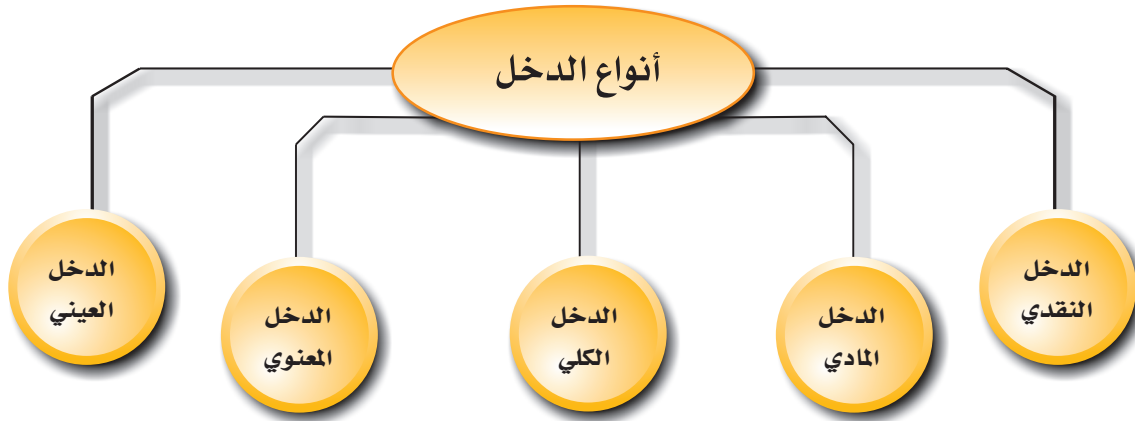 أنواع الدخل
الدخل
النقدي
الدخل
المادي
الدخل
الكلي
الدخل
المعنوي
الدخل
العيني